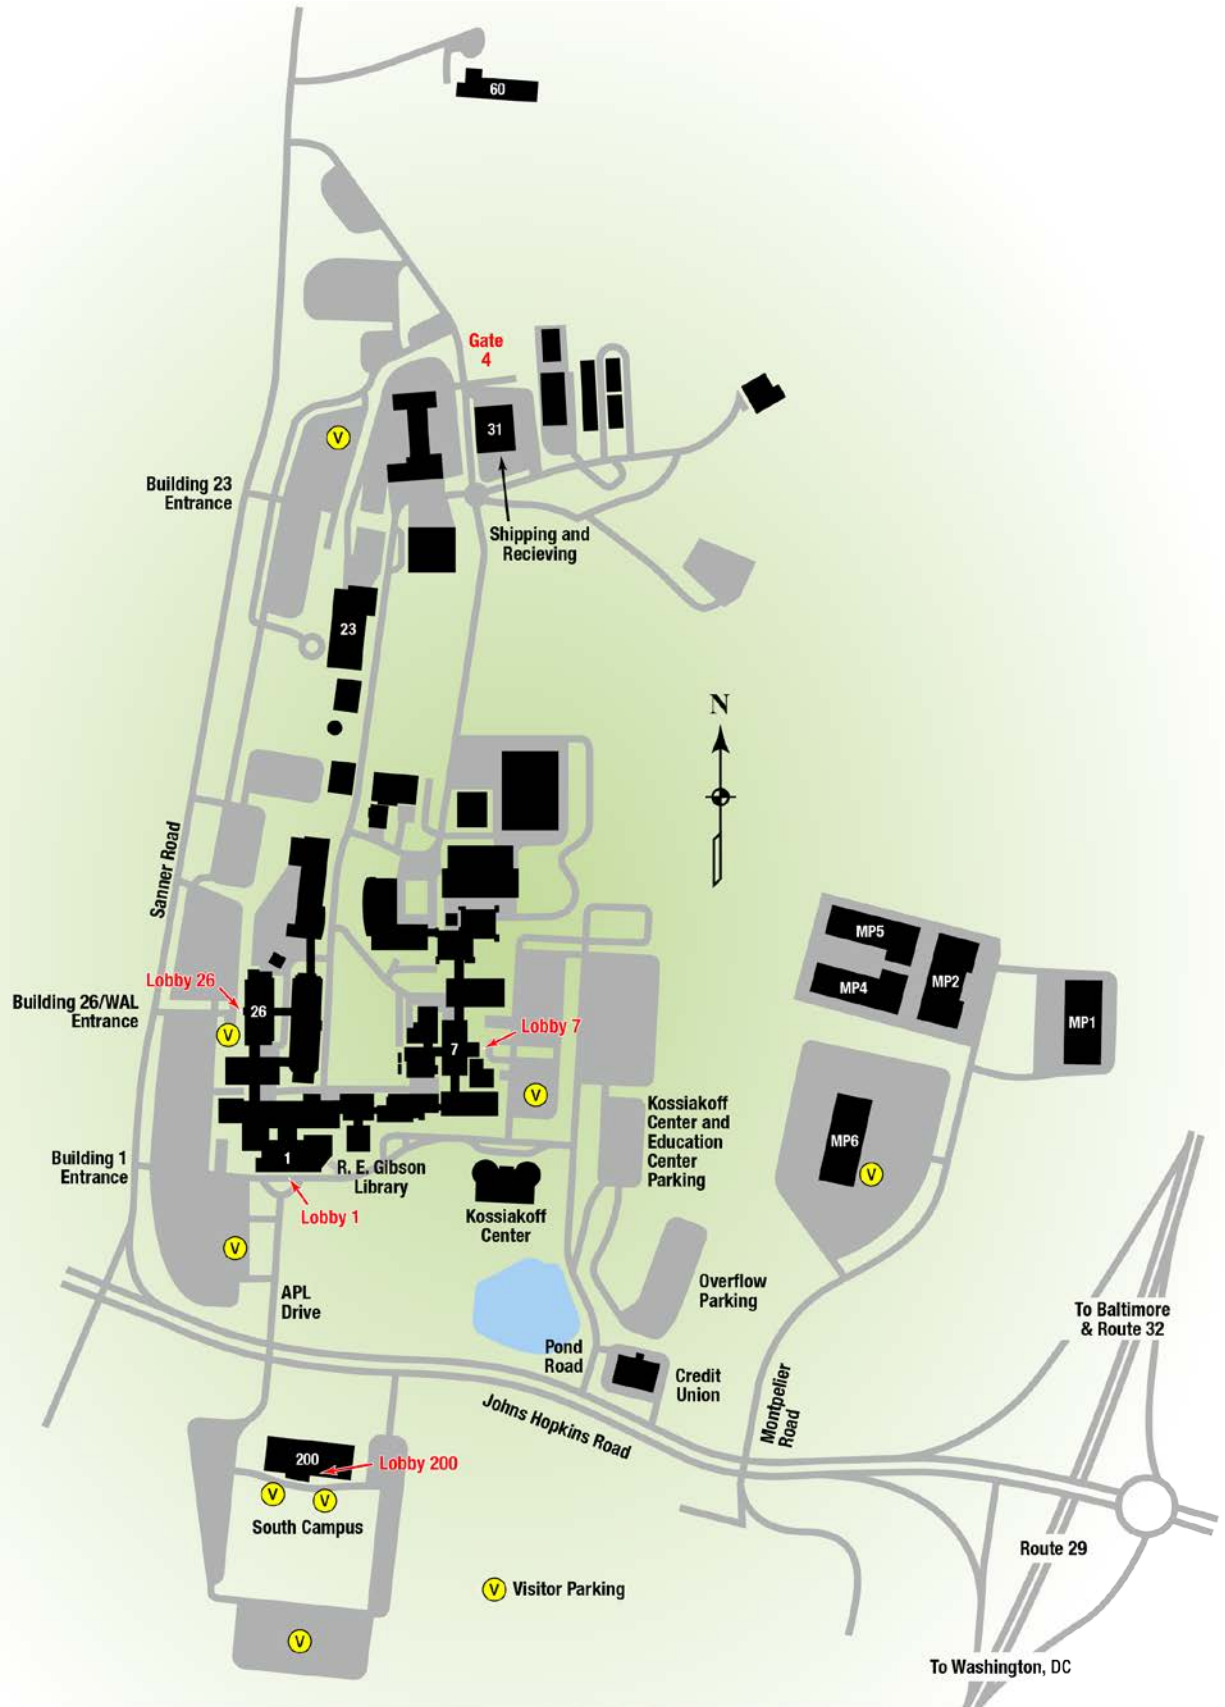 60
Gate
4
V
31
Building 23
Entrance
Shipping and
Recieving
23
N
Sanner Road
MP5
MP4
MP2
MP1
Lobby 26
Building 26/WAL
Entrance
26
V
Lobby 7
7
V
Kossiakoff
Center and
Education
Center
Parking
MP6
V
Building 1
Entrance
1
R. E. Gibson
Library
Lobby 1
Kossiakoff
Center
V
APL
Drive
Overflow
Parking
To Baltimore
& Route 32
Pond
Road
Credit
Union
Montpelier
Road
Johns Hopkins Road
200
Lobby 200
V
V
South Campus
Route 29
V Visitor Parking
V
To Washington, DC